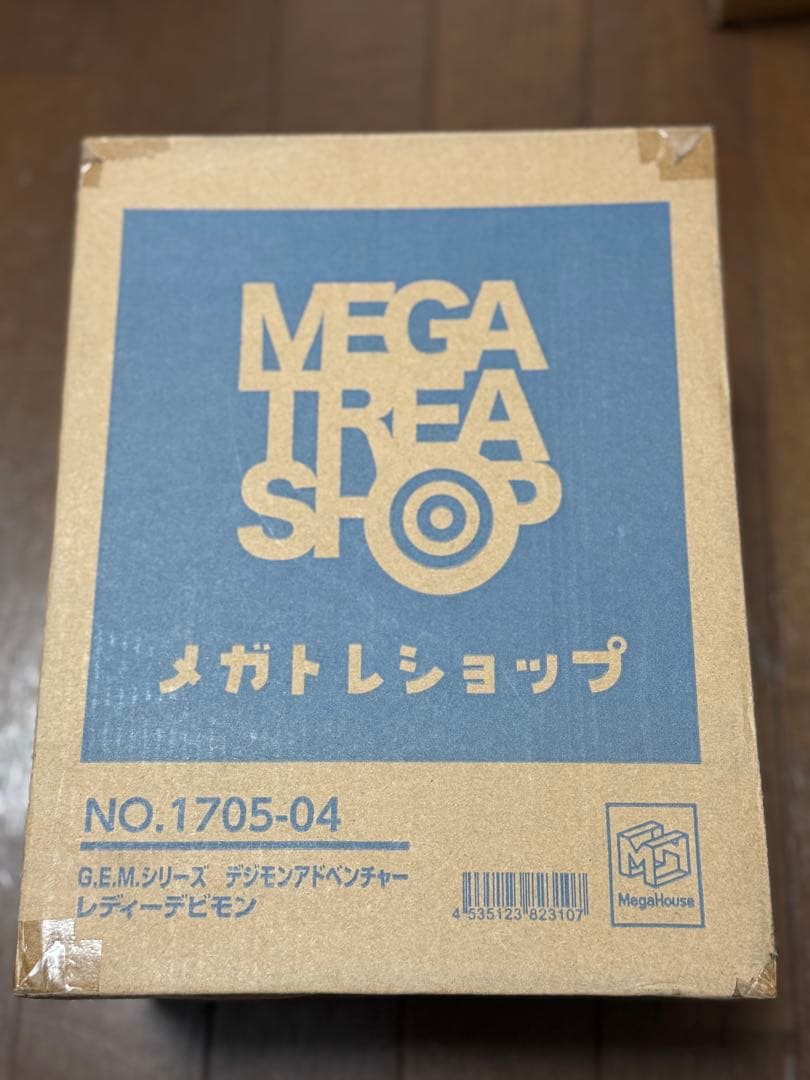 MEGA
TREA
SHOP
メガトレショップ
NO.1705-04
G.E.M.シリーズ デジモンアドベンチャー
レディーデビモン
4 535123 823107
MegaHouse